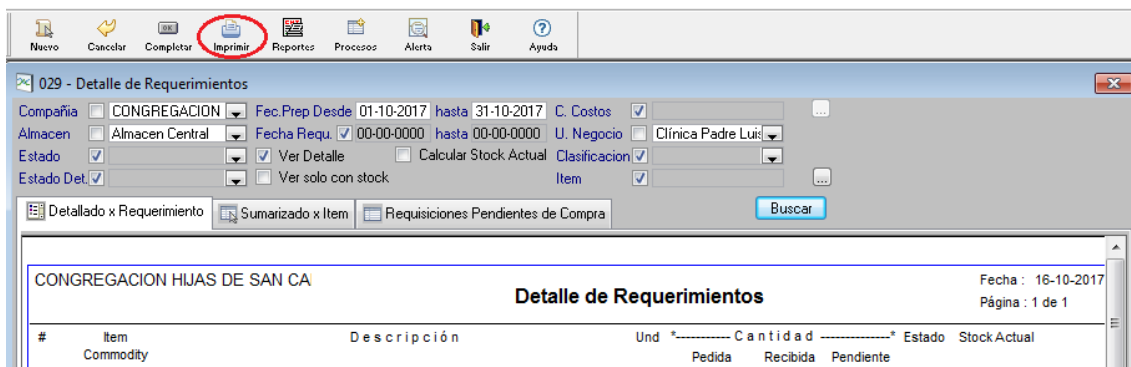 Nuevo Cancelar OK Completar Imprimir Reportes Procesos Alerta Salir Ayuda
029 - Detalle de Requerimientos
Compañia CONGREGACION Fec.Prep Desde 01-10-2017 hasta 31-10-2017 C. Costos ...
Almacen Almacen Central Fecha Requ. 00-00-0000 hasta 00-00-0000 U. Negocio Clínica Padre Luis
Estado Ver Detalle Calcular Stock Actual Clasificacion
Estado Det. Ver solo con stock Item ...
Detallado x Requerimiento Sumarizado x Item Requisiciones Pendientes de Compra Buscar
CONGREGACION HIJAS DE SAN CA Fecha : 16-10-2017
Detalle de Requerimientos
Página : 1 de 1
# Item Descripción Und *----------- Cantidad --------------* Estado Stock Actual
Commodity Pedida Recibida Pendiente